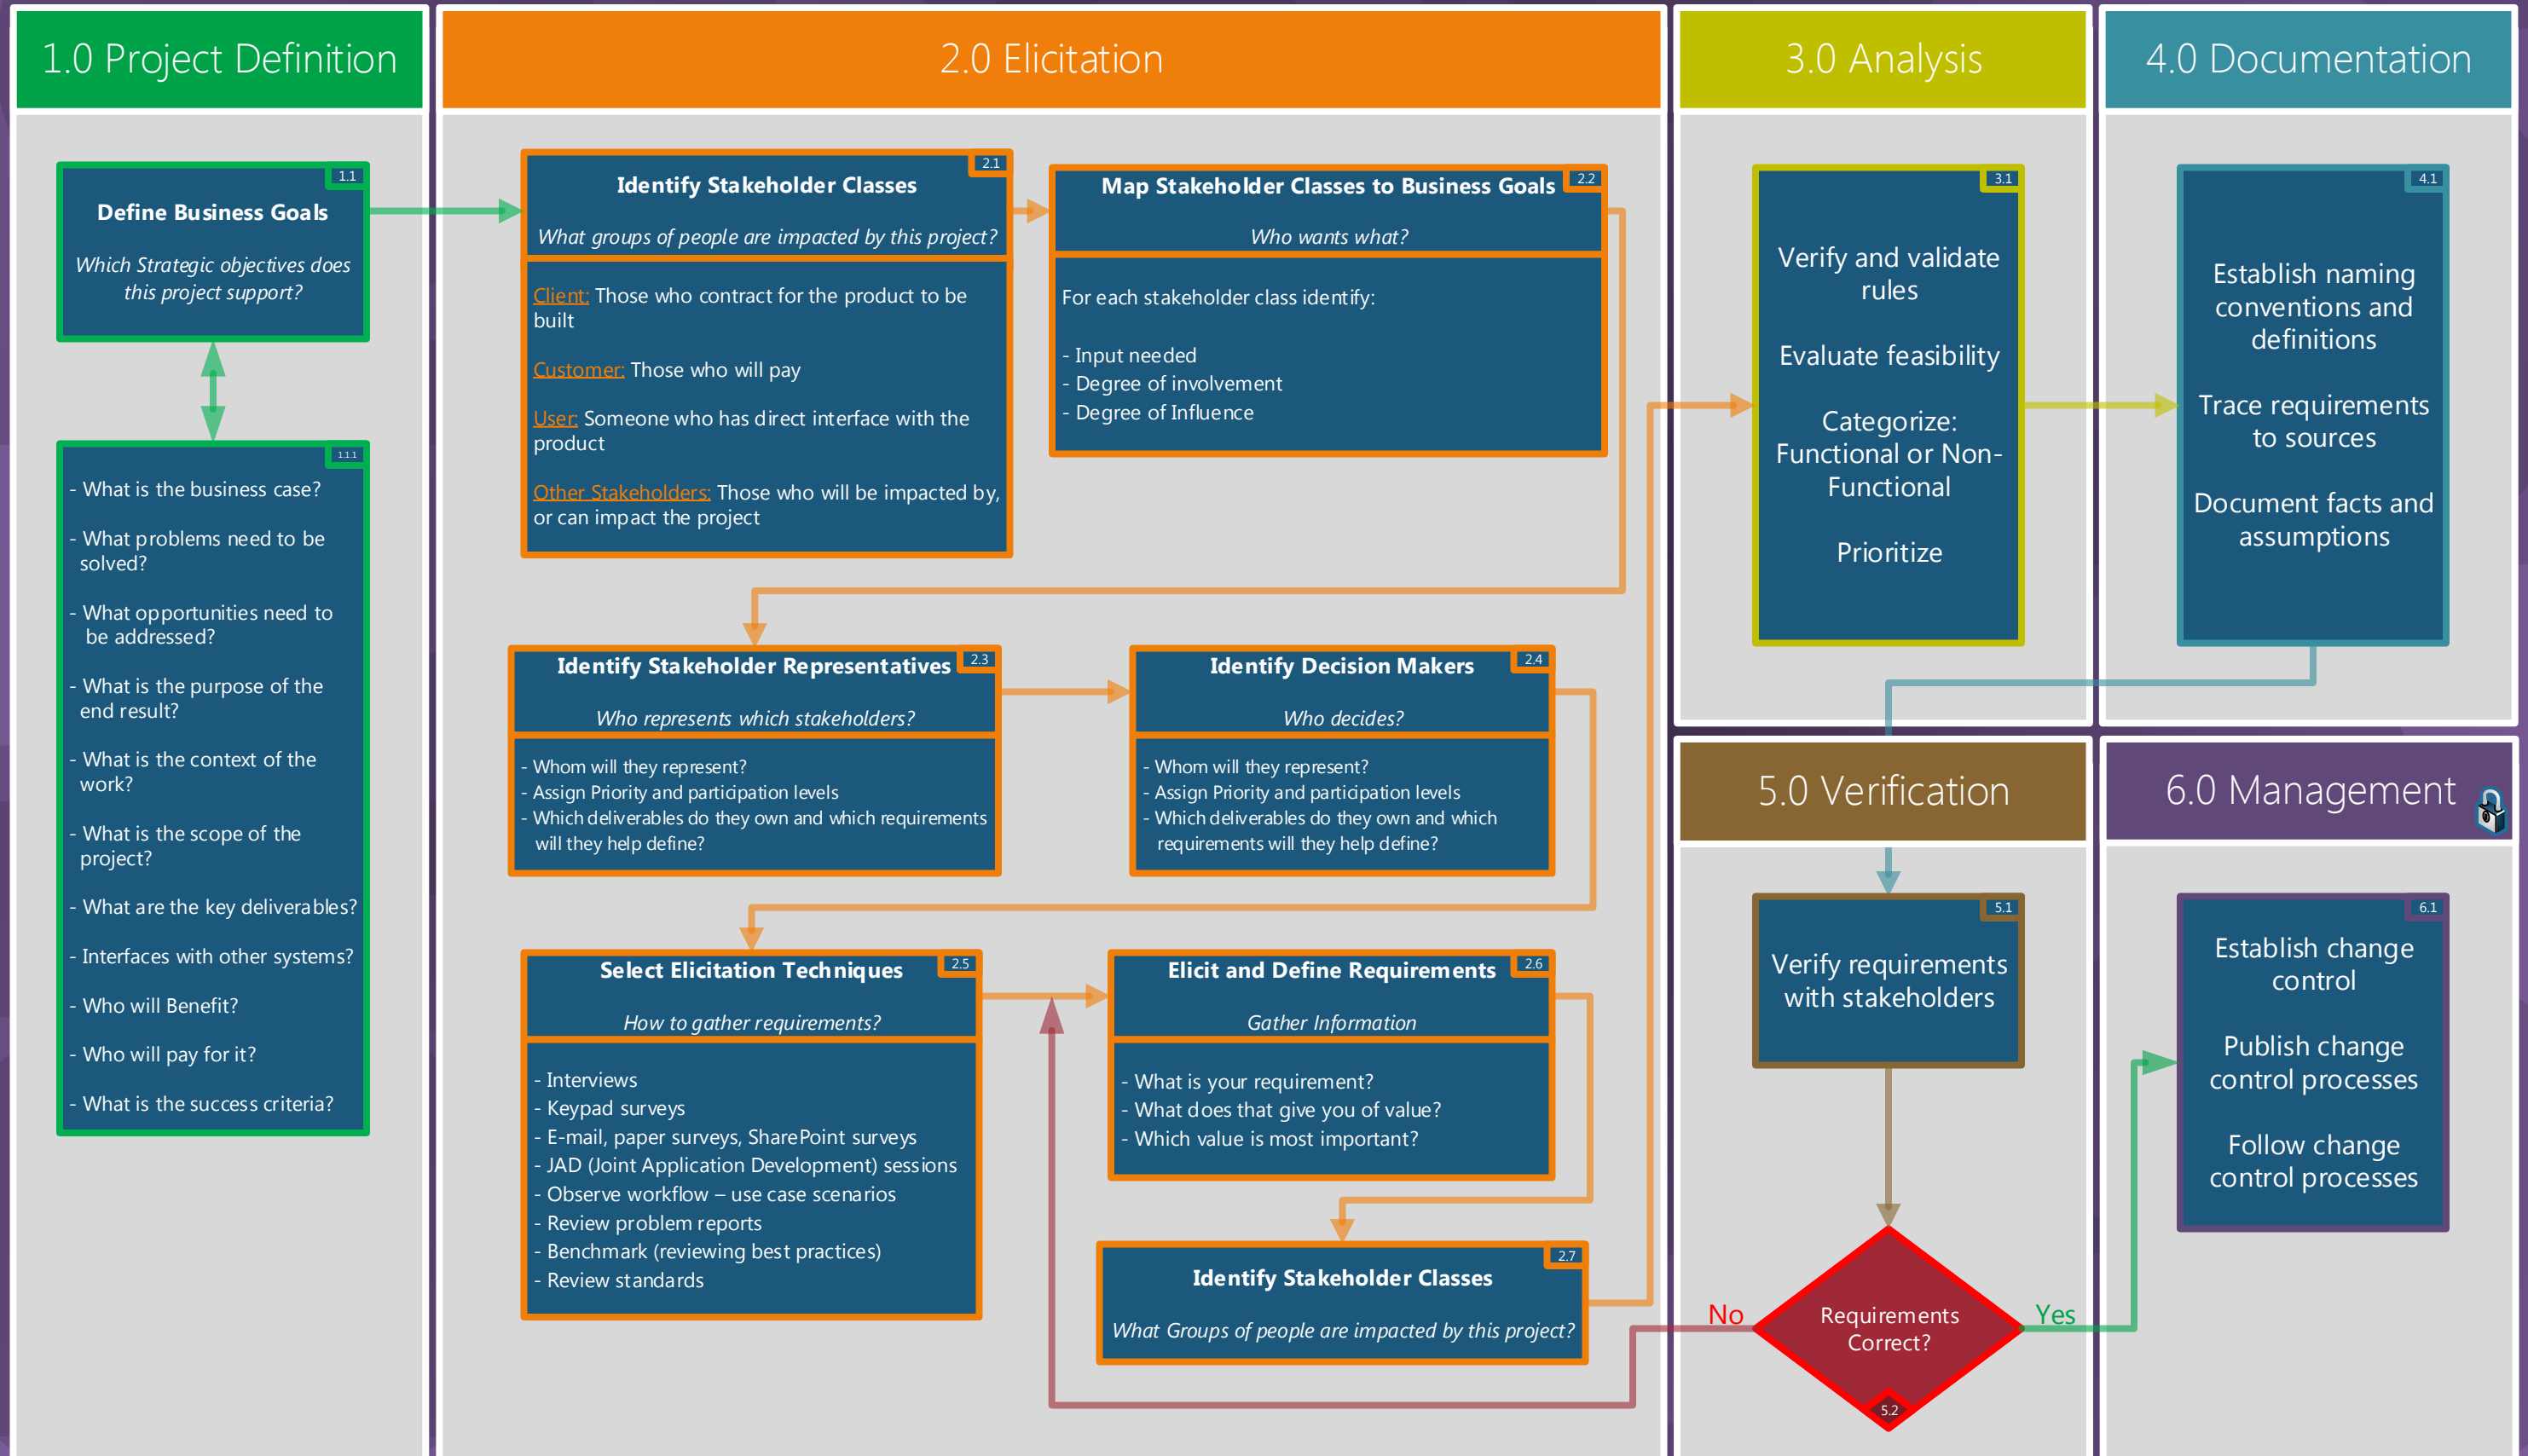 1.0 Project Definition
1.1
Define Business Goals
Which Strategic objectives does
this project support?
1.1.1
- What is the business case?
- What problems need to be
solved?
- What opportunities need to
be addressed?
- What is the purpose of the
end result?
- What is the context of the
work?
- What is the scope of the
project?
- What are the key deliverables?
- Interfaces with other systems?
- Who will Benefit?
- Who will pay for it?
- What is the success criteria?
2.0 Elicitation
2.1
Identify Stakeholder Classes
What groups of people are impacted by this project?
Client: Those who contract for the product to be
built
Customer: Those who will pay
User: Someone who has direct interface with the
product
Other Stakeholders: Those who will be impacted by,
or can impact the project
2.2
Map Stakeholder Classes to Business Goals
Who wants what?
For each stakeholder class identify:
- Input needed
- Degree of involvement
- Degree of Influence
2.3
Identify Stakeholder Representatives
Who represents which stakeholders?
- Whom will they represent?
- Assign Priority and participation levels
- Which deliverables do they own and which requirements
will they help define?
2.4
Identify Decision Makers
Who decides?
- Whom will they represent?
- Assign Priority and participation levels
- Which deliverables do they own and which
requirements will they help define?
2.5
Select Elicitation Techniques
How to gather requirements?
- Interviews
- Keypad surveys
- E-mail, paper surveys, SharePoint surveys
- JAD (Joint Application Development) sessions
- Observe workflow – use case scenarios
- Review problem reports
- Benchmark (reviewing best practices)
- Review standards
2.6
Elicit and Define Requirements
Gather Information
- What is your requirement?
- What does that give you of value?
- Which value is most important?
2.7
Identify Stakeholder Classes
What Groups of people are impacted by this project?
3.0 Analysis
3.1
Verify and validate
rules
Evaluate feasibility
Categorize:
Functional or Non-
Functional
Prioritize
4.0 Documentation
4.1
Establish naming
conventions and
definitions
Trace requirements
to sources
Document facts and
assumptions
5.0 Verification
5.1
Verify requirements
with stakeholders
No
Requirements
Correct?
Yes
5.2
6.0 Management
6.1
Establish change
control
Publish change
control processes
Follow change
control processes